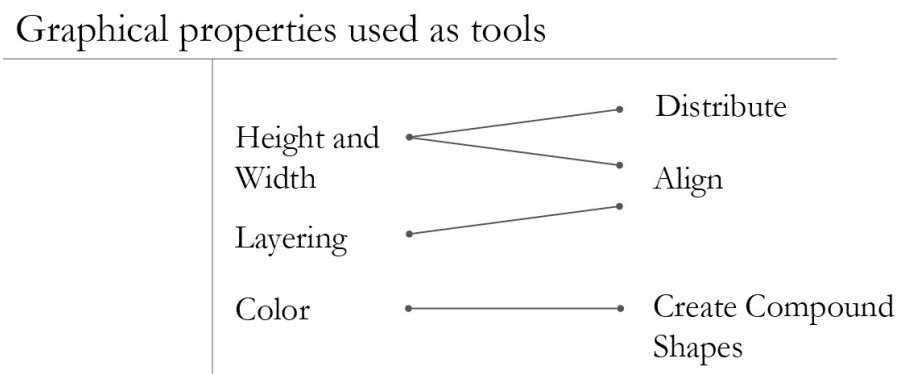 Graphical properties used as tools
Height and
Width
Layering
Color
Distribute
Align
Create Compound
Shapes